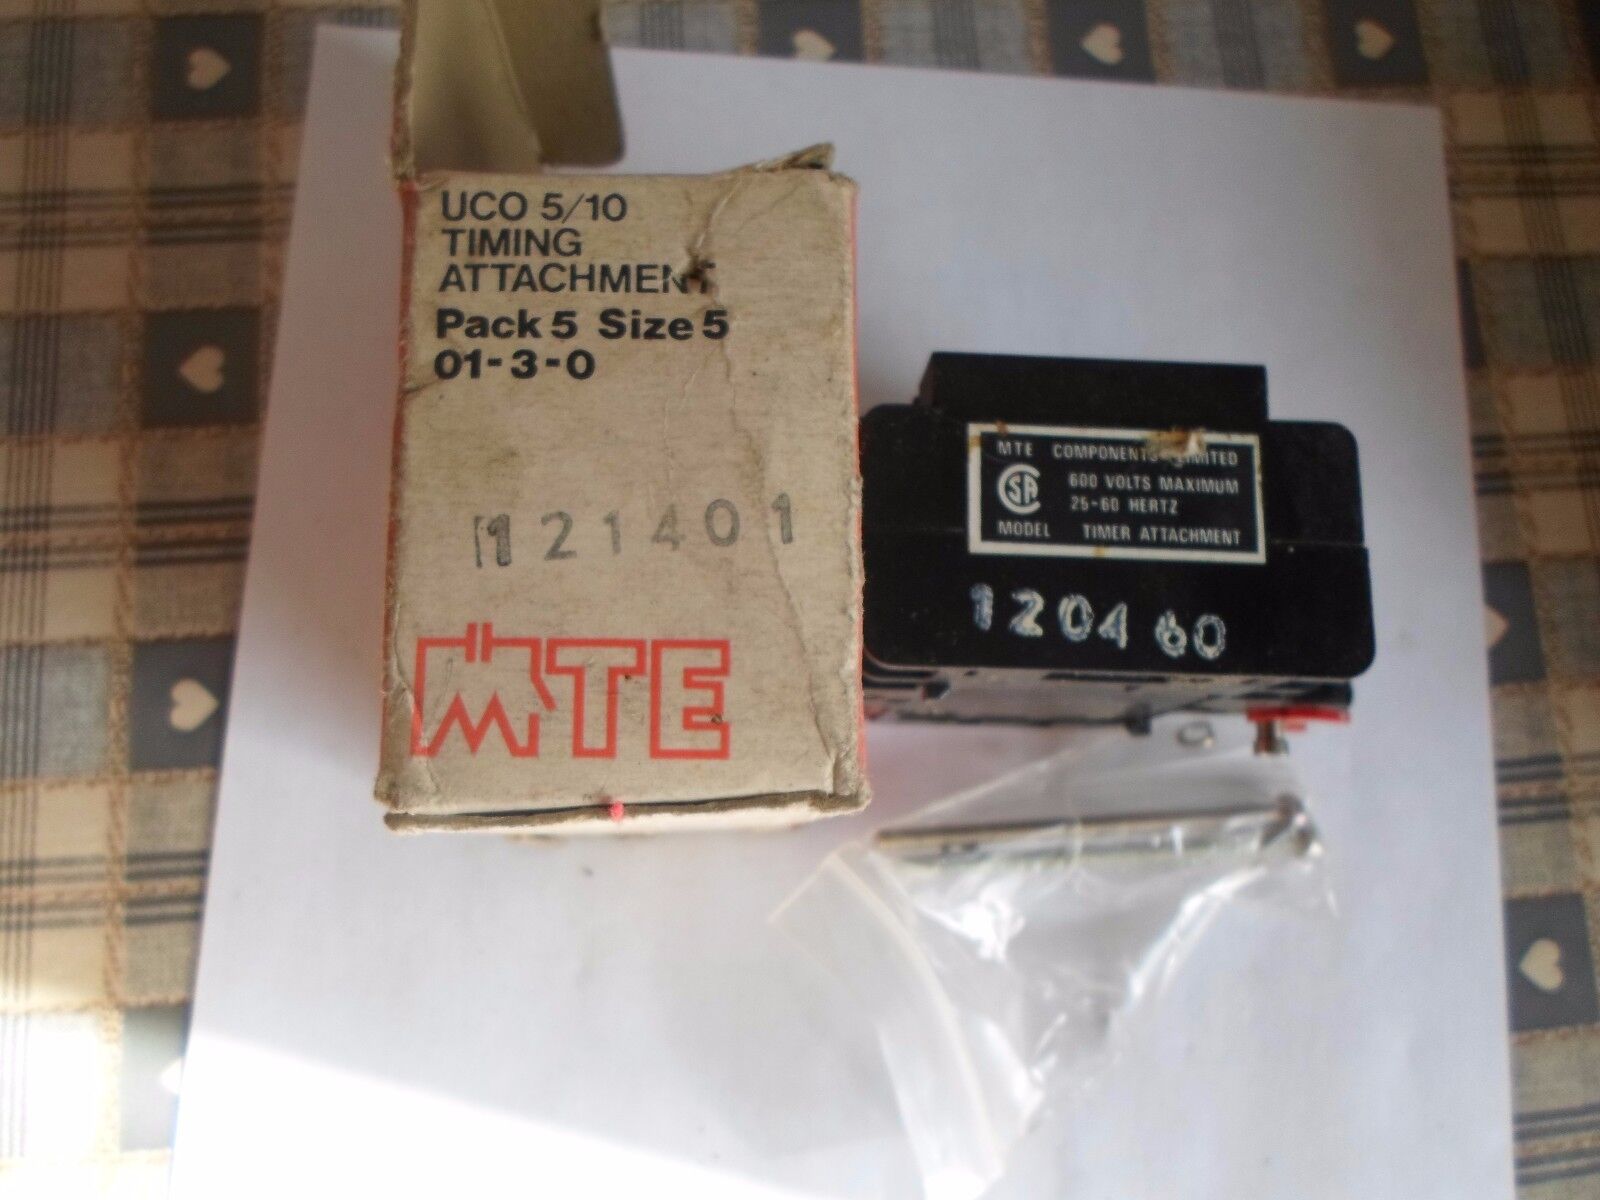 UCO 5/10
TIMING
ATTACHMENT
Pack 5 Size 5
01-3-0
121401
MTE
MTE COMPONENTS LIMITED
SA
600 VOLTS MAXIMUM
25-60 HERTZ
MODEL TIMER ATTACHMENT
120460